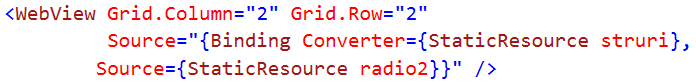 <WebView Grid.Column="2" Grid.Row="2"
Source="{Binding Converter={StaticResource struri},
Source={StaticResource radio2}}" />